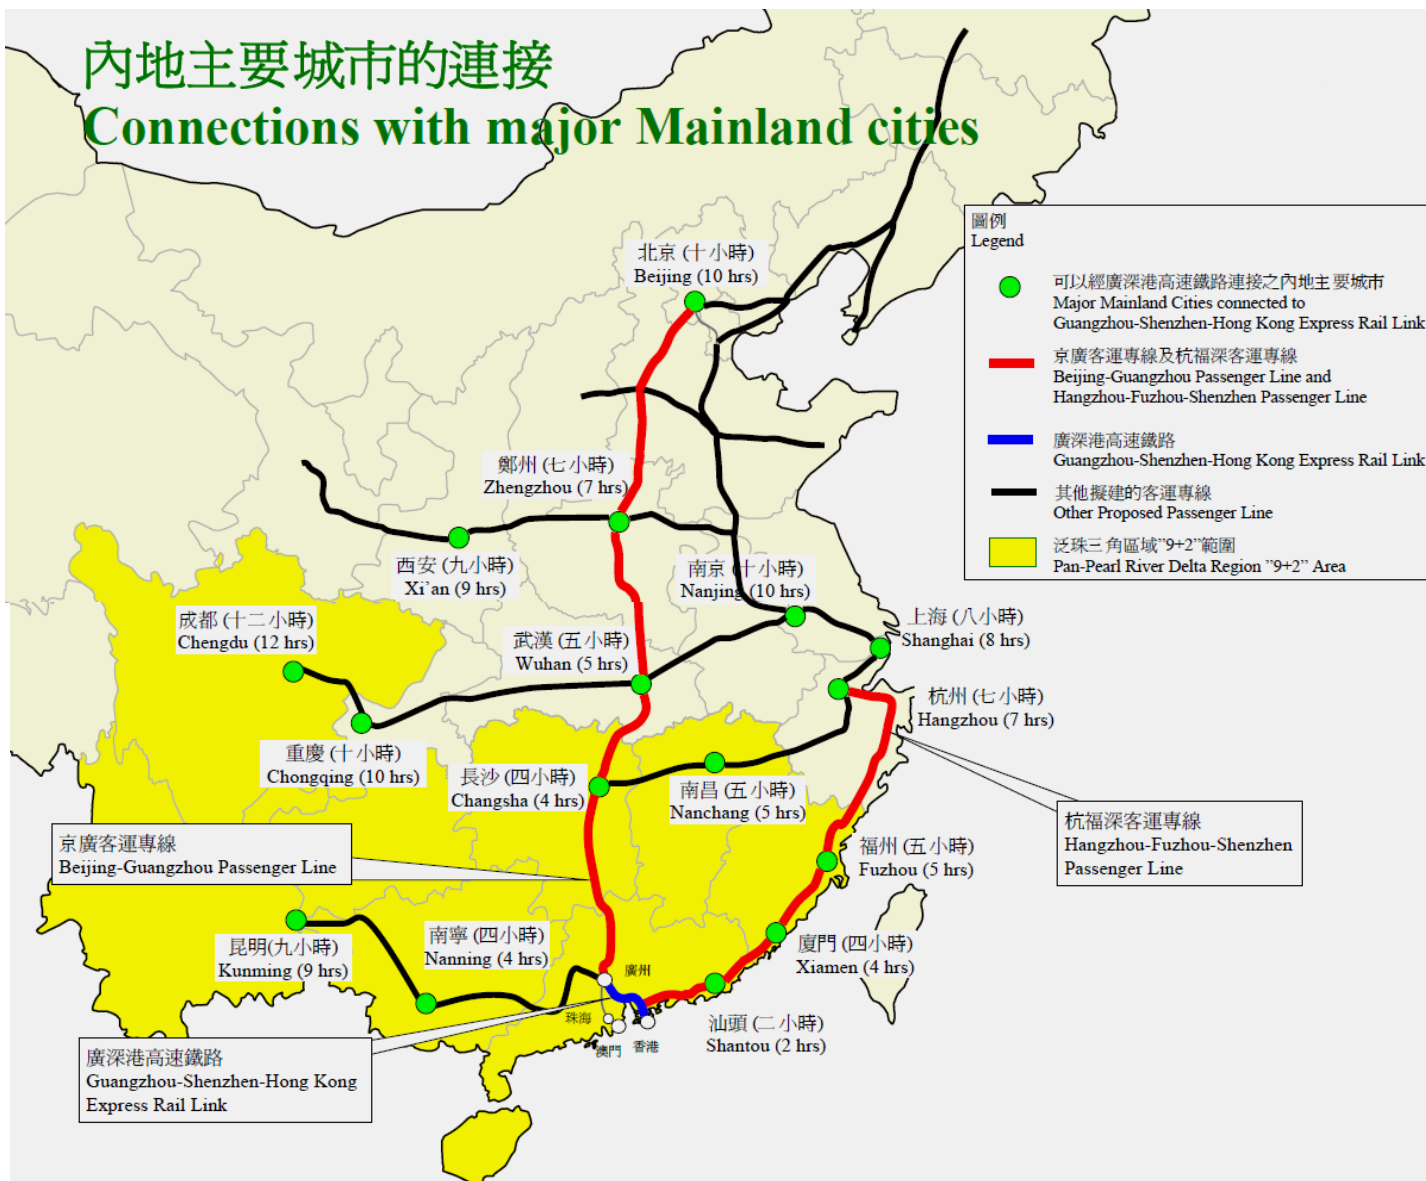 內地主要城市的連接
Connections with major Mainland cities
圖例
Legend
可以經廣深港高速鐵路連接之內地主要城市
Major Mainland Cities connected to
Guangzhou-Shenzhen-Hong Kong Express Rail Link
京廣客運專線及杭福深客運專線
Beijing-Guangzhou Passenger Line and
Hangzhou-Fuzhou-Shenzhen Passenger Line
廣深港高速鐵路
Guangzhou-Shenzhen-Hong Kong Express Rail Link
其他擬建的客運專線
Other Proposed Passenger Line
泛珠三角區域”9+2”範圍
Pan-Pearl River Delta Region ”9+2” Area
北京 (十小時)
Beijing (10 hrs)
鄭州 (七小時)
Zhengzhou (7 hrs)
西安 (九小時)
Xi’an (9 hrs)
南京 (十小時)
Nanjing (10 hrs)
成都 (十二小時)
Chengdu (12 hrs)
武漢 (五小時)
Wuhan (5 hrs)
上海 (八小時)
Shanghai (8 hrs)
杭州 (七小時)
Hangzhou (7 hrs)
重慶 (十小時)
Chongqing (10 hrs)
長沙 (四小時)
Changsha (4 hrs)
南昌 (五小時)
Nanchang (5 hrs)
杭福深客運專線
Hangzhou-Fuzhou-Shenzhen
Passenger Line
京廣客運專線
Beijing-Guangzhou Passenger Line
福州 (五小時)
Fuzhou (5 hrs)
昆明(九小時)
Kunming (9 hrs)
南寧 (四小時)
Nanning (4 hrs)
廈門 (四小時)
Xiamen (4 hrs)
廣州
珠海
澳門
香港
汕頭 (二小時)
Shantou (2 hrs)
廣深港高速鐵路
Guangzhou-Shenzhen-Hong Kong
Express Rail Link